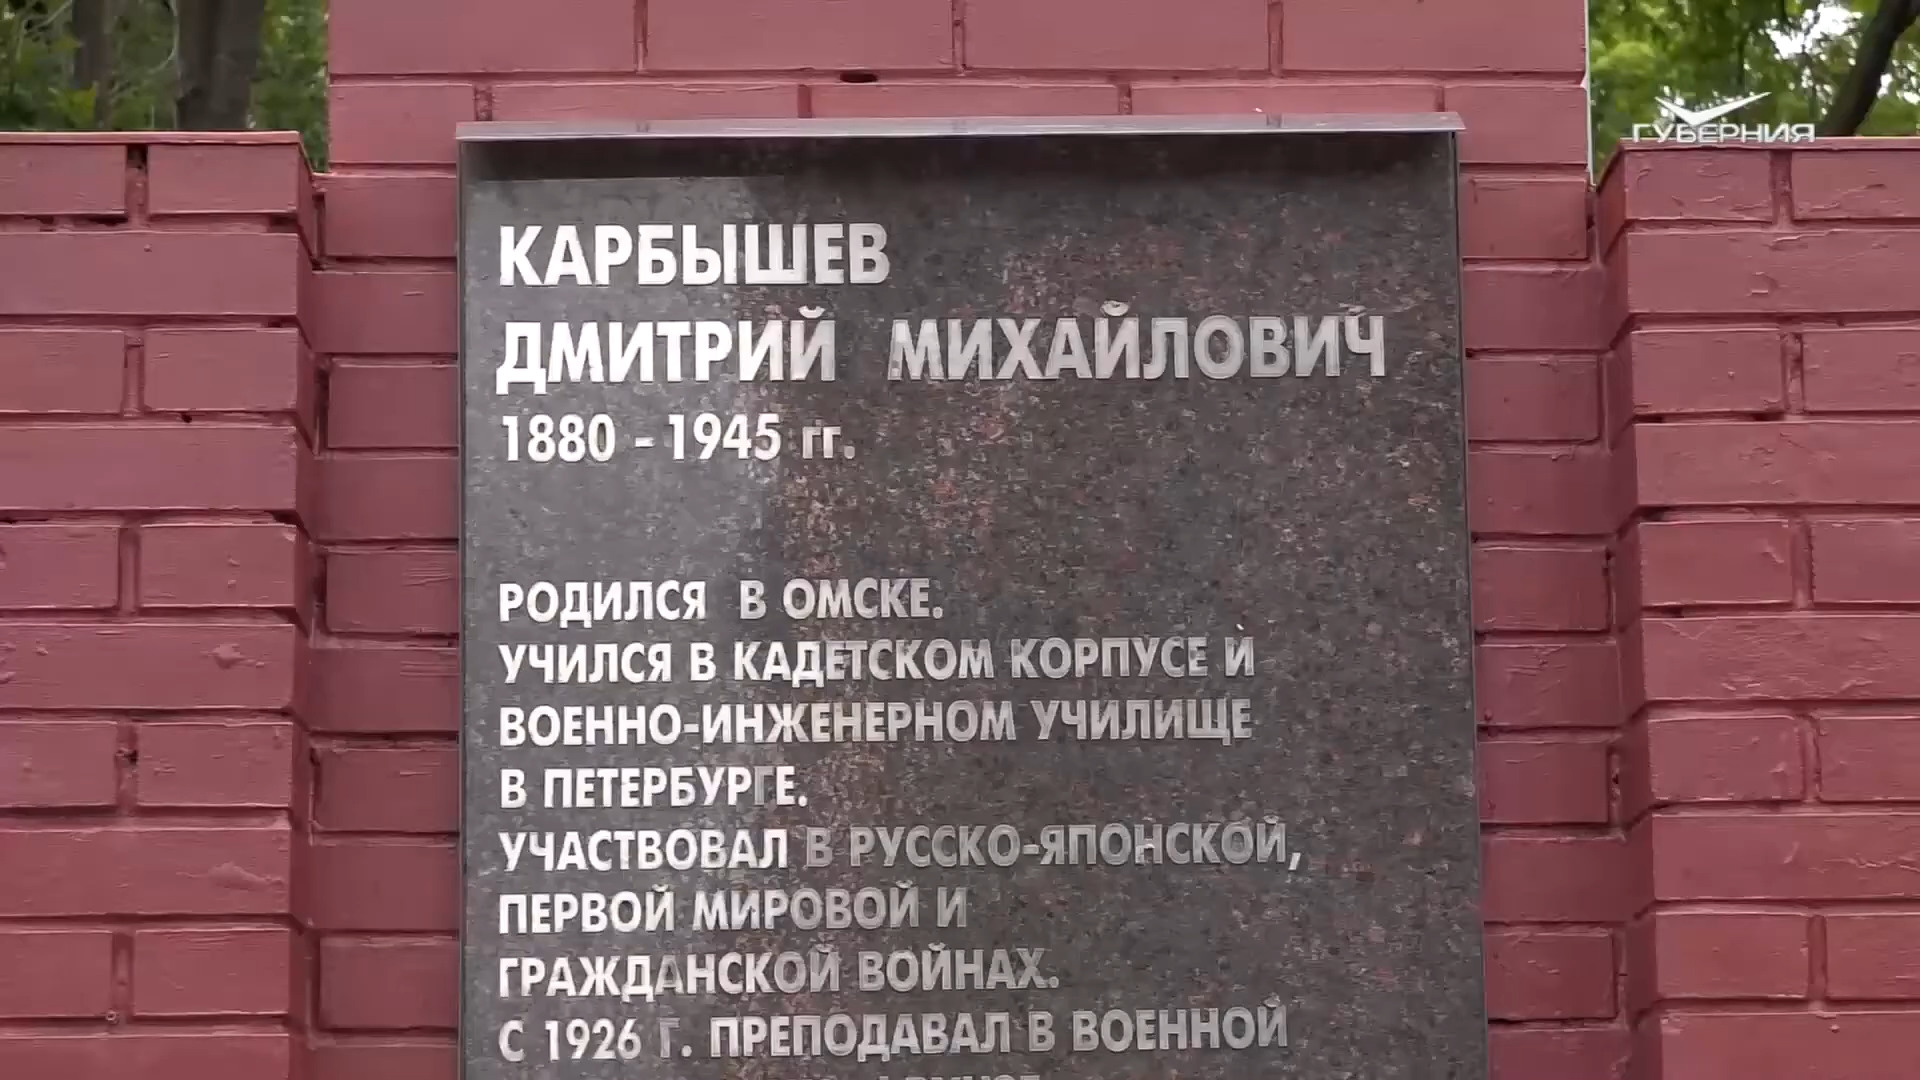 ГУБЕРНИЯ
КАРБЫШЕВ
ДМИТРИЙ МИХАЙЛОВИЧ
1880 - 1945 гг.
РОДИЛСЯ В ОМСКЕ.
УЧИЛСЯ В КАДЕТСКОМ КОРПУСЕ И
ВОЕННО-ИНЖЕНЕРНОМ УЧИЛИЩЕ
В ПЕТЕРБУРГЕ.
УЧАСТВОВАЛ В РУССКО-ЯПОНСКОЙ,
ПЕРВОЙ МИРОВОЙ И
ГРАЖДАНСКОЙ ВОЙНАХ.
С 1926 Г. ПРЕПОДАВАЛ В ВОЕННОЙ